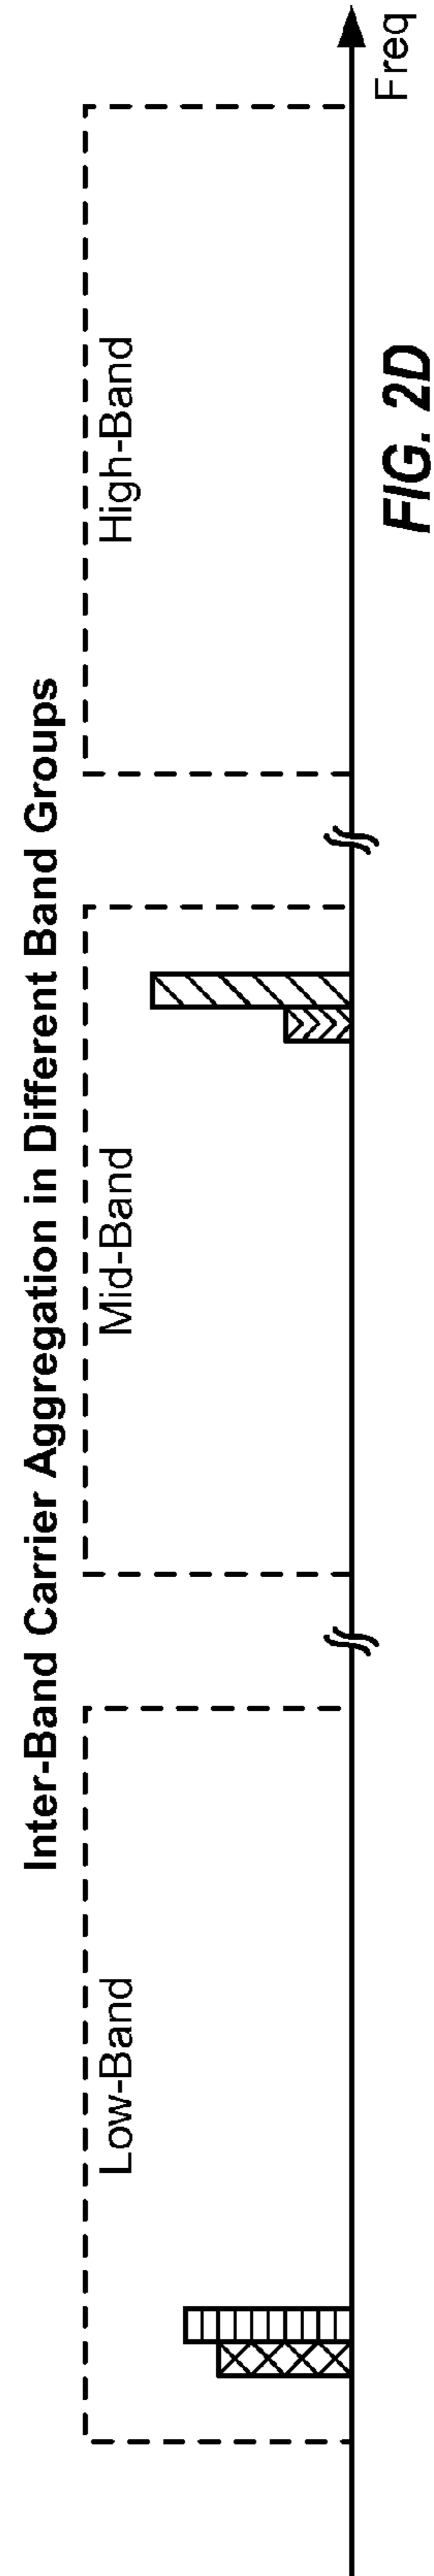 Inter-Band Carrier Aggregation in Different Band Groups
Low-Band
Mid-Band
High-Band
Freq
FIG. 2D